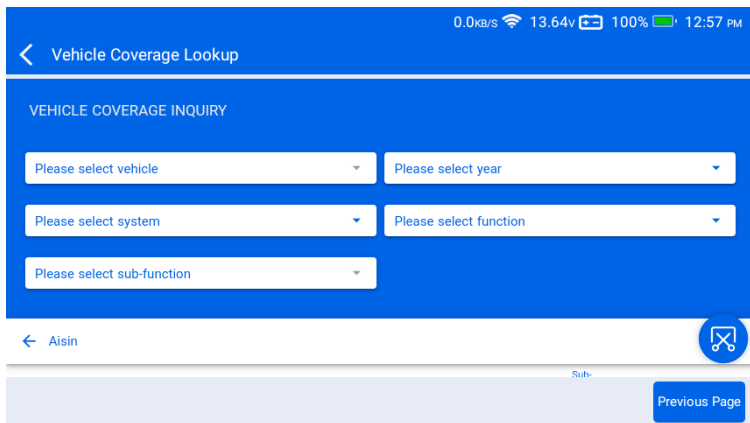 0.0KB/S 13.64V 100% 12:57 PM
Vehicle Coverage Lookup
VEHICLE COVERAGE INQUIRY
Please select vehicle Please select year
Please select system Please select function
Please select sub-function
Aisin
Sub-
Previous Page